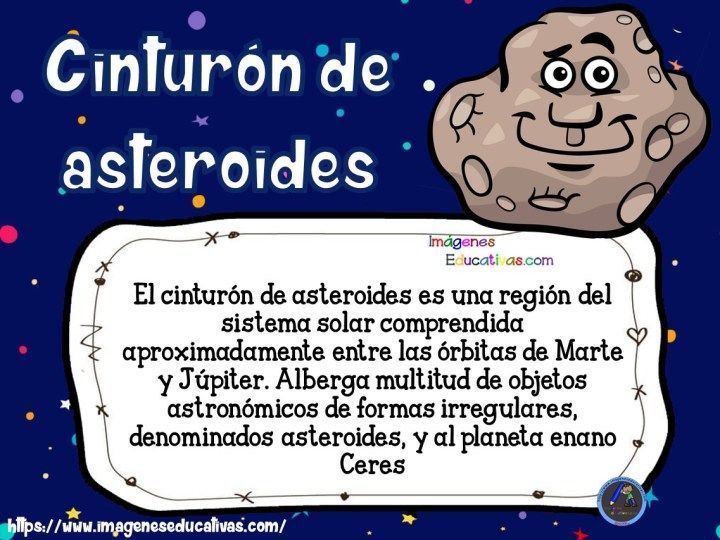 Cinturón de
asteroides
Imágenes
Educativas.com
El cinturón de asteroides es una región del
sistema solar comprendida
aproximadamente entre las órbitas de Marte
y Júpiter. Alberga multitud de objetos
astronómicos de formas irregulares,
denominados asteroides, y al planeta enano
Ceres
https://www.imageneseducativas.com/